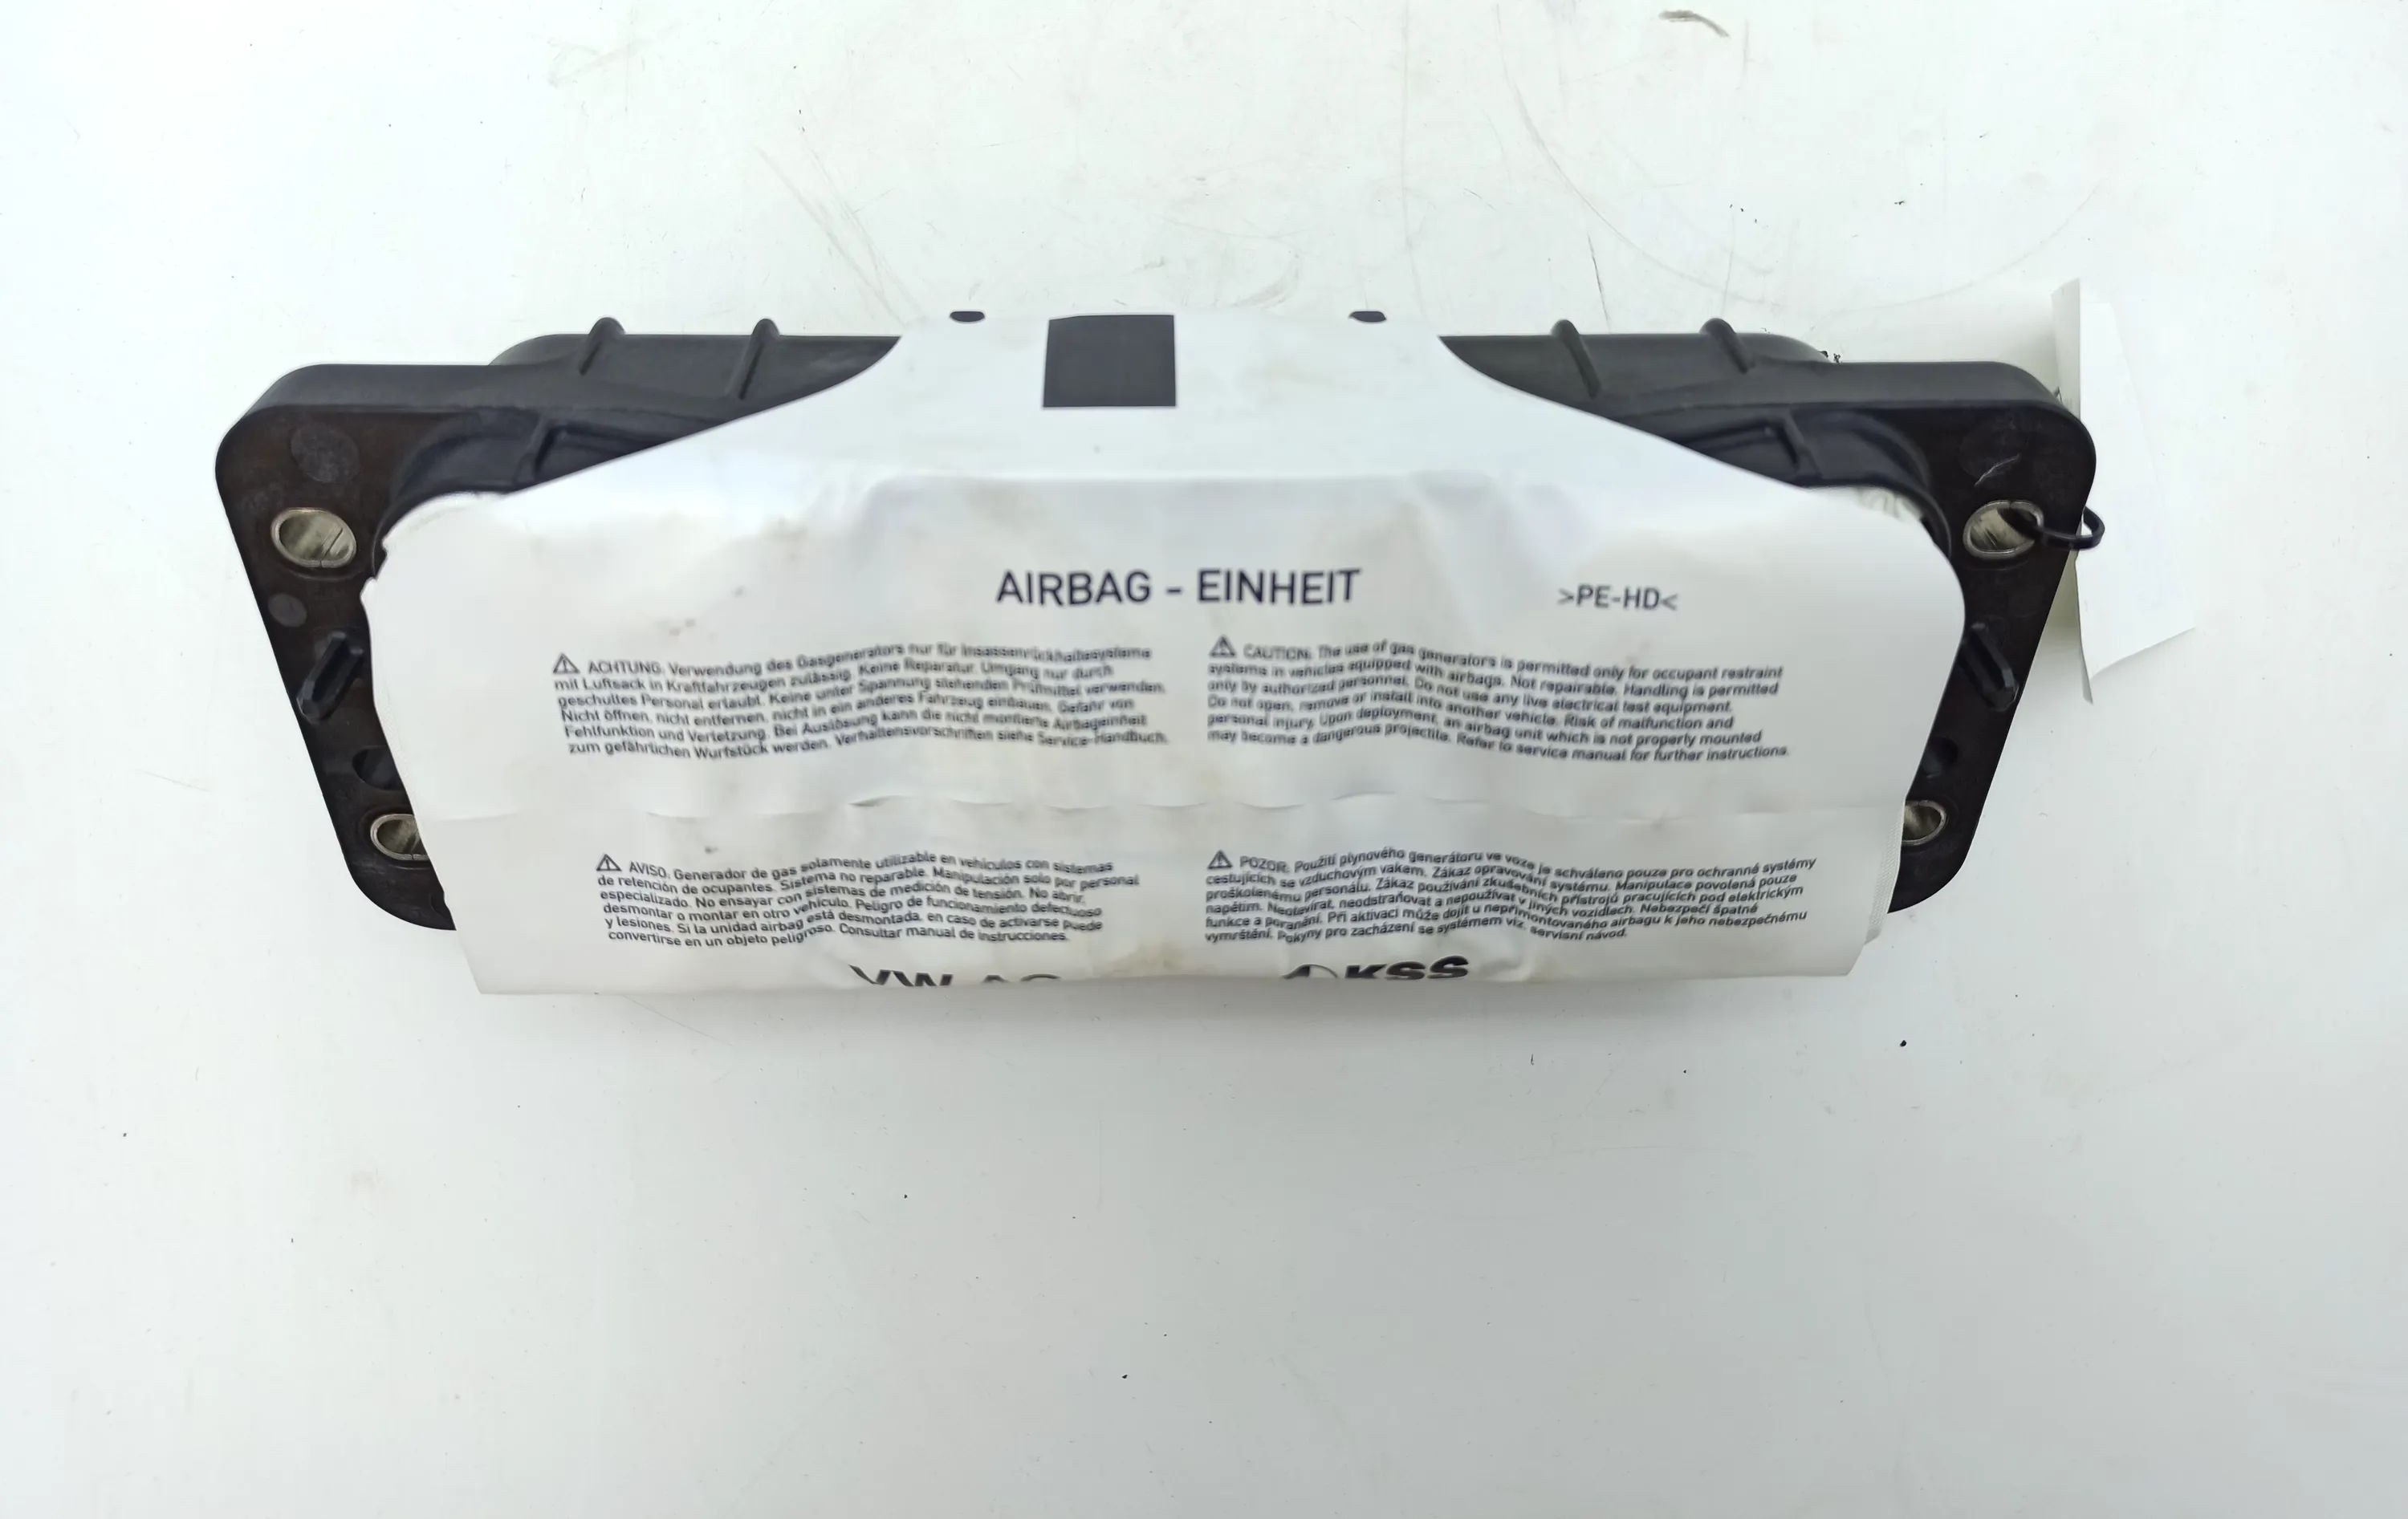 AIRBAG - EINHEIT
>PE-HD<
⚠ ACHTUNG: Verwendung des Gasgenerators nur für Insassenrückhaltesysteme
mit Luftsack in Kraftfahrzeugen zulässig. Keine Reparatur. Umgang nur durch
geschultes Personal erlaubt. Keine unter Spannung stehenden Prüfmittel verwenden.
Nicht öffnen, nicht entfernen, nicht in ein anderes Fahrzeug einbauen. Gefahr von
Fehlfunktion und Verletzung. Bei Auslösung kann die nicht montierte Airbageinheit
zum gefährlichen Wurfstück werden. Verhaltensvorschriften siehe Service-Handbuch.
⚠ CAUTION: The use of gas generators is permitted only for occupant restraint
systems in vehicles equipped with airbags. Not repairable. Handling is permitted
only by authorized personnel. Do not use any live electrical test equipment.
Do not open, remove or install into another vehicle. Risk of malfunction and
personal injury. Upon deployment, an airbag unit which is not properly mounted
may become a dangerous projectile. Refer to service manual for further instructions.
⚠ AVISO: Generador de gas solamente utilizable en vehículos con sistemas
de retención de ocupantes. Sistema no reparable. Manipulación solo por personal
especializado. No ensayar con sistemas de medición de tensión. No abrir,
desmontar o montar en otro vehículo. Peligro de funcionamiento defectuoso
y lesiones. Si la unidad airbag está desmontada, en caso de activarse puede
convertirse en un objeto peligroso. Consultar manual de instrucciones.
⚠ POZOR: Použití plynového generátoru ve voze je schváleno pouze pro ochranné systémy
cestujících se vzduchovým vakem. Zákaz opravování systému. Manipulace povolená pouze
proškolenému personálu. Zákaz používání zkušebních přístrojů pracujících pod elektrickým
napětím. Neotevírat, neodstraňovat a nepoužívat v jiných vozidlech. Nebezpečí špatné
funkce a poranění. Při aktivaci může dojít u nepřimontovaného airbagu k jeho nebezpečnému
vymrštění. Pokyny pro zacházení se systémem viz. servisní návod.
VW AG
KSS